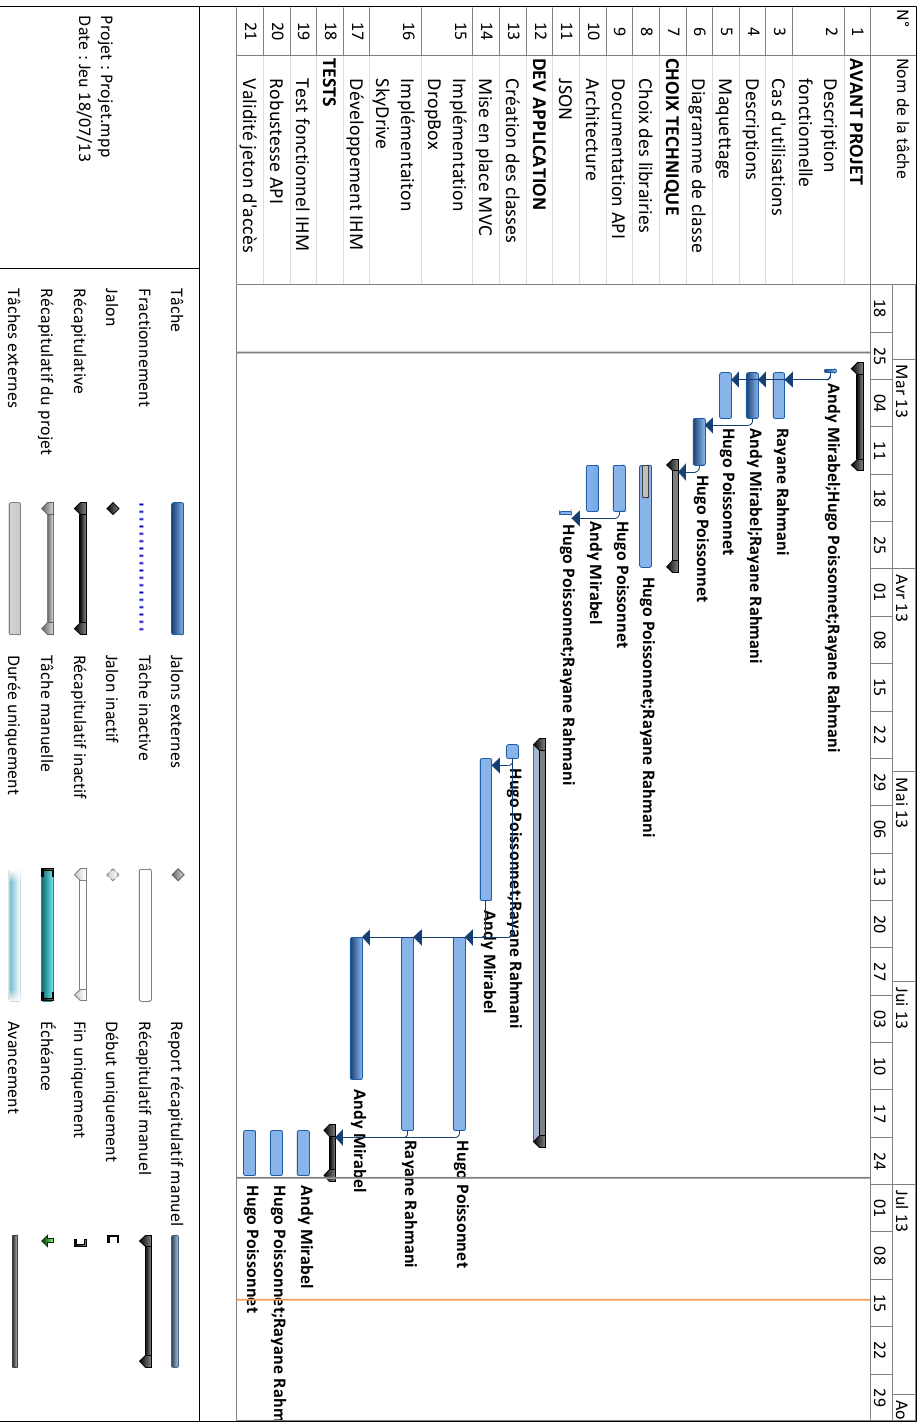 N° Nom de la tâche
Mar 13 Avr 13 Mai 13 Jui 13 Jul 13 Ao
18 25 04 11 18 25 01 08 15 22 29 06 13 20 27 03 10 17 24 01 08 15 22 29
1 AVANT PROJET
2 Description
fonctionnelle
Andy Mirabel;Hugo Poissonnet;Rayane Rahmani
3 Cas d'utilisations Rayane Rahmani
4 Descriptions Andy Mirabel;Rayane Rahmani
5 Maquettage Hugo Poissonnet
6 Diagramme de classe Hugo Poissonnet
7 CHOIX TECHNIQUE
8 Choix des librairies Hugo Poissonnet;Rayane Rahmani
9 Documentation API Hugo Poissonnet
10 Architecture Andy Mirabel
11 JSON Hugo Poissonnet;Rayane Rahmani
12 DEV APPLICATION
13 Création des classes Hugo Poissonnet;Rayane Rahmani
14 Mise en place MVC Andy Mirabel
15 Implémentation
DropBox
Hugo Poissonnet
16 Implémentaiton
SkyDrive
Rayane Rahmani
17 Développement IHM Andy Mirabel
18 TESTS
19 Test fonctionnel IHM Andy Mirabel
20 Robustesse API Hugo Poissonnet;Rayane Rahm
21 Validité jeton d'accès Hugo Poissonnet
Projet : Projet.mpp
Date : Jeu 18/07/13
Tâche Jalons externes Report récapitulatif manuel
Fractionnement Tâche inactive Récapitulatif manuel
Jalon Jalon inactif Début uniquement
Récapitulative Récapitulatif inactif Fin uniquement
Récapitulatif du projet Tâche manuelle Échéance
Tâches externes Durée uniquement Avancement